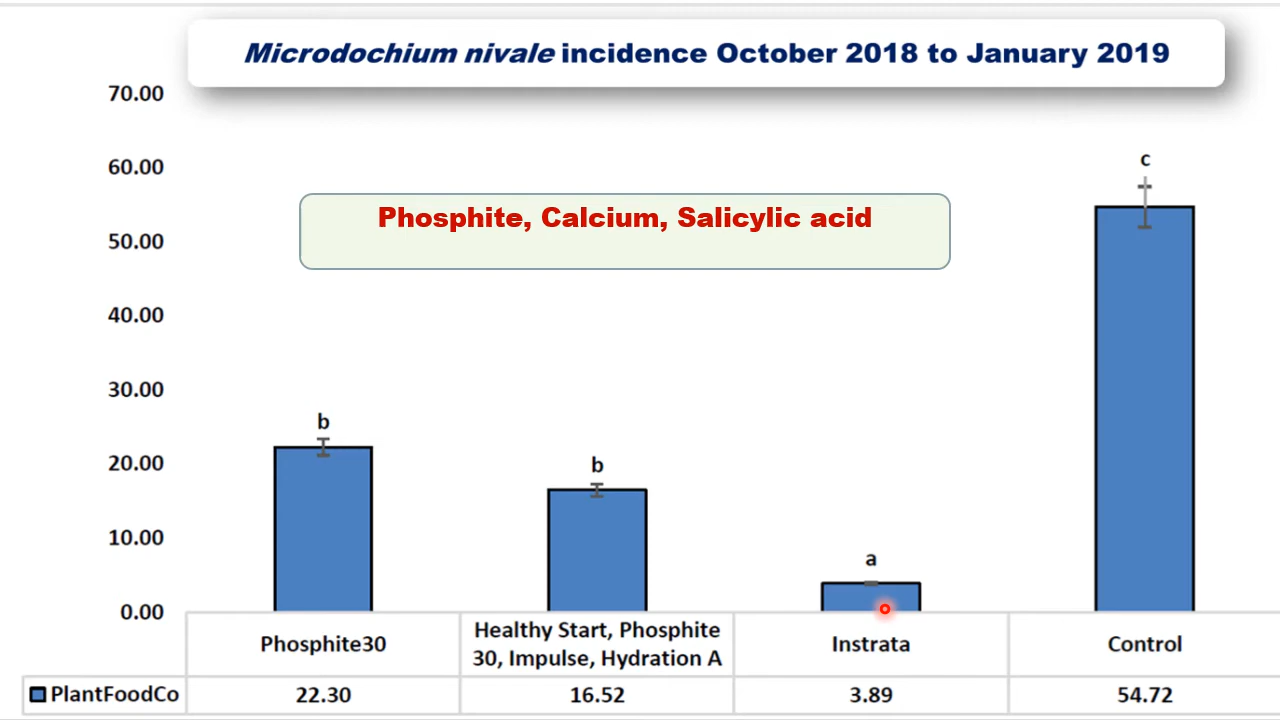 Microdochium nivale incidence October 2018 to January 2019
70.00
60.00
50.00
40.00
30.00
20.00
10.00
0.00
Phosphite, Calcium, Salicylic acid
b
b
a
c
Phosphite30
Healthy Start, Phosphite
30, Impulse, Hydration A
Instrata
Control
PlantFoodCo 22.30 16.52 3.89 54.72